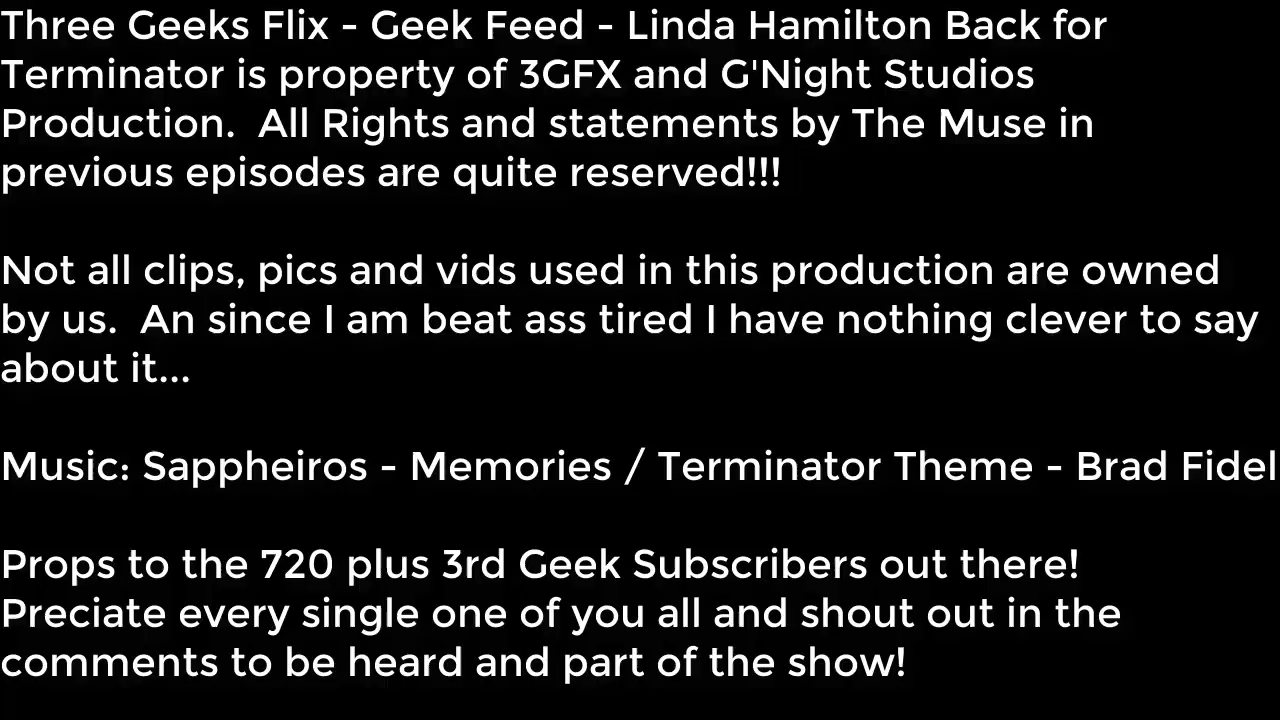 Three Geeks Flix - Geek Feed - Linda Hamilton Back for
Terminator is property of 3GFX and G'Night Studios
Production.  All Rights and statements by The Muse in
previous episodes are quite reserved!!!
Not all clips, pics and vids used in this production are owned
by us.  An since I am beat ass tired I have nothing clever to say
about it...
Music: Sappheiros - Memories / Terminator Theme - Brad Fidel
Props to the 720 plus 3rd Geek Subscribers out there!
Preciate every single one of you all and shout out in the
comments to be heard and part of the show!